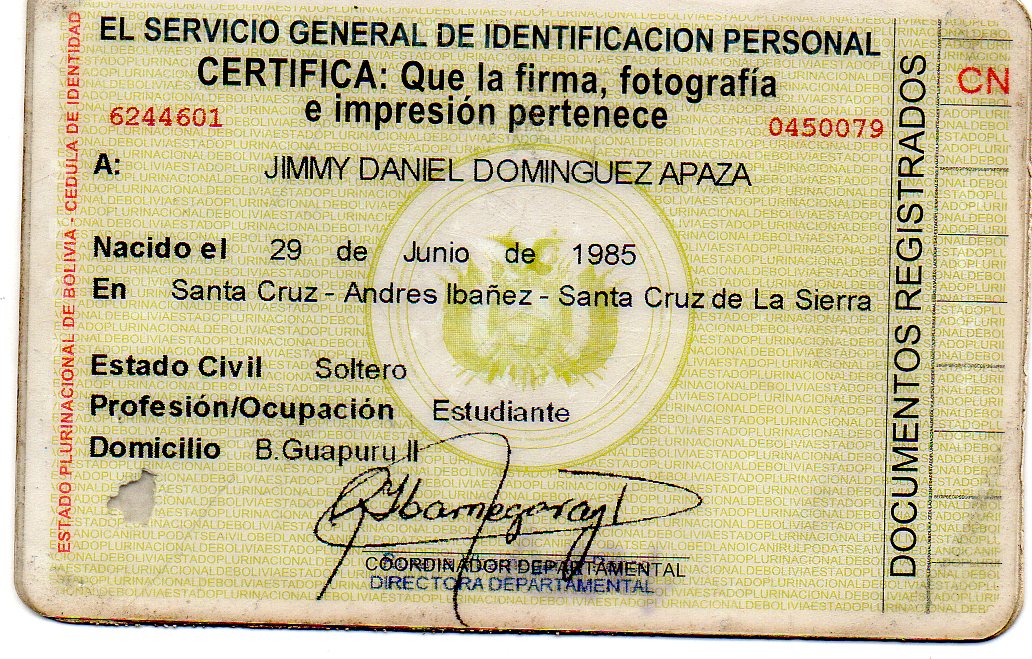 EL SERVICIO GENERAL DE IDENTIFICACION PERSONAL
CERTIFICA: Que la firma, fotografía
e impresión pertenece
6244601
0450079
CN
A: JIMMY DANIEL DOMINGUEZ APAZA
Nacido el 29 de Junio de 1985
En Santa Cruz - Andres Ibañez - Santa Cruz de La Sierra
Estado Civil Soltero
Profesión/Ocupación Estudiante
Domicilio B.Guapuru II
COORDINADOR DEPARTAMENTAL
DIRECTORA DEPARTAMENTAL
ESTADO PLURINACIONAL DE BOLIVIA - CEDULA DE IDENTIDAD
DOCUMENTOS REGISTRADOS